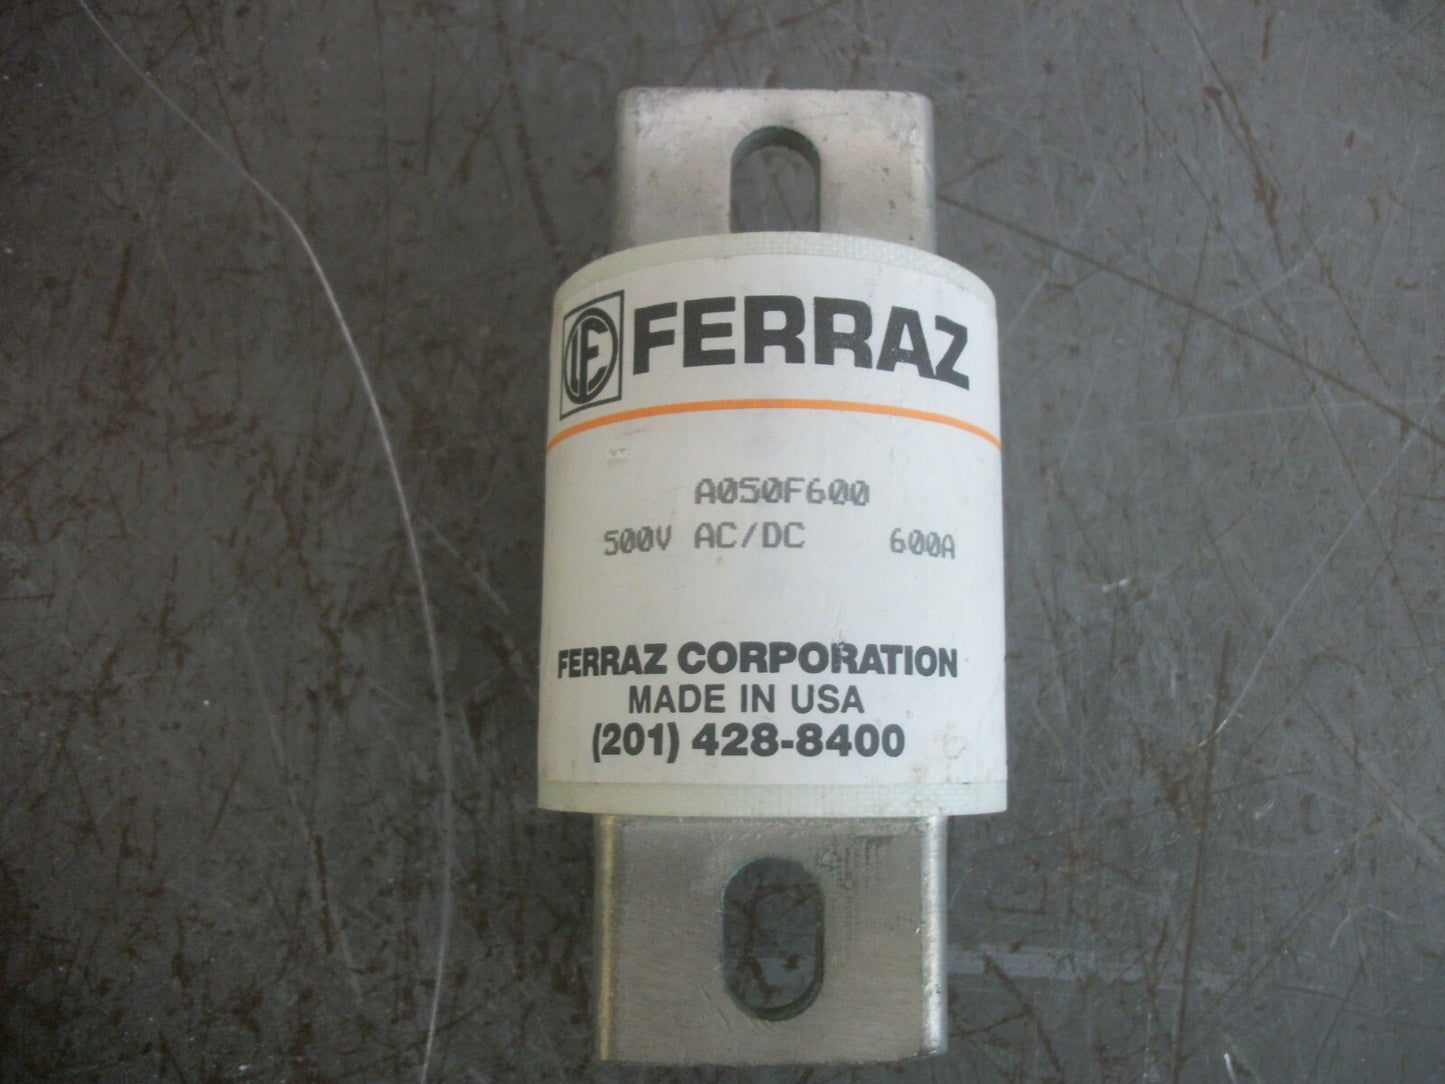 FERRAZ
A050F600
500V AC/DC 600A
FERRAZ CORPORATION
MADE IN USA
(201) 428-8400